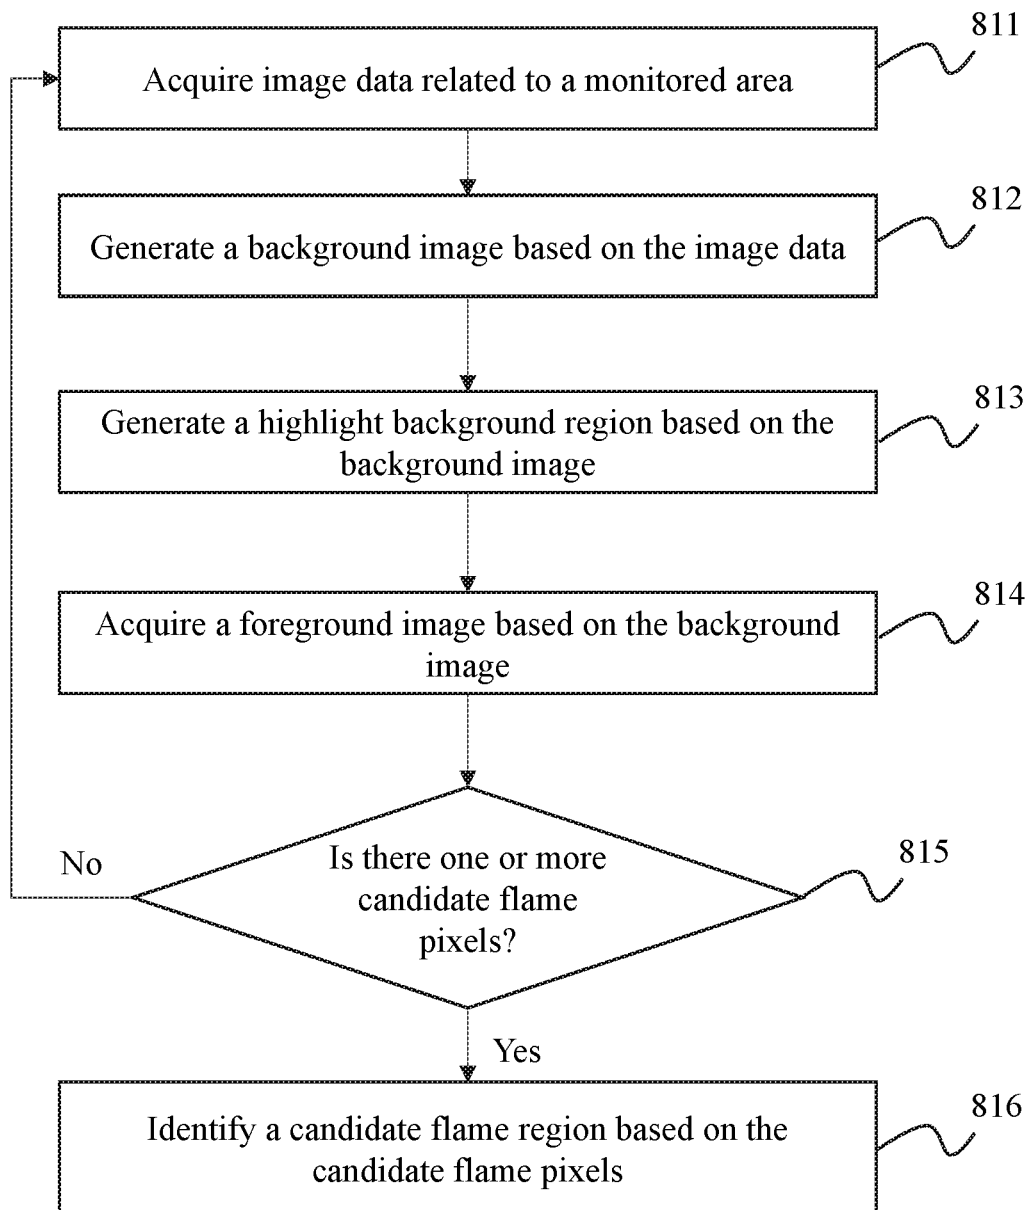 811
Acquire image data related to a monitored area
812
Generate a background image based on the image data
813
Generate a highlight background region based on the
background image
814
Acquire a foreground image based on the background
image
815
Is there one or more
candidate flame
pixels?
No
Yes
816
Identify a candidate flame region based on the
candidate flame pixels